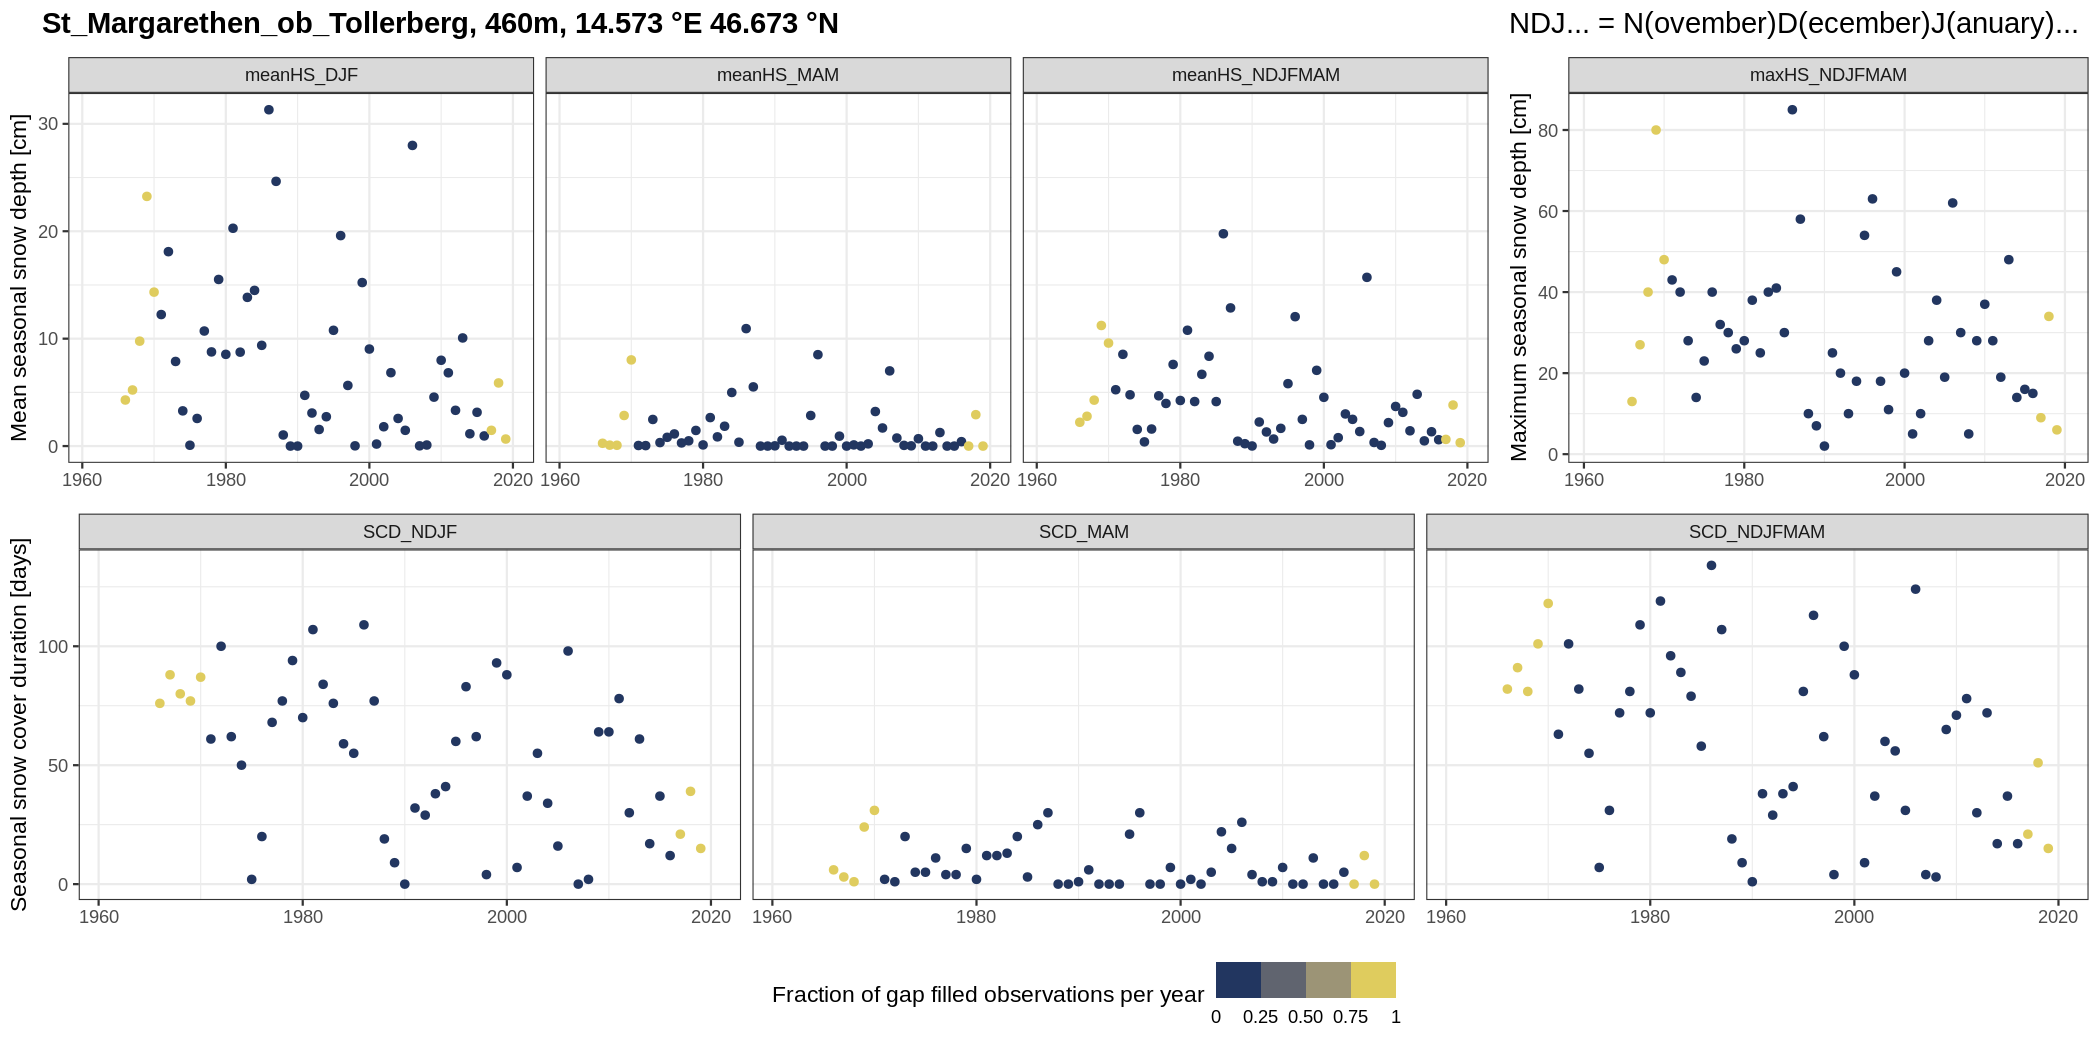 St_Margarethen_ob_Tollerberg, 460m, 14.573 °E 46.673 °N
NDJ... = N(ovember)D(ecember)J(anuary)...
meanHS_DJF
meanHS_MAM
meanHS_NDJFMAM
maxHS_NDJFMAM
Mean seasonal snow depth [cm]
30
20
10
0
1960 1980 2000 2020
1960 1980 2000 2020
1960 1980 2000 2020
Maximum seasonal snow depth [cm]
80
60
40
20
0
1960 1980 2000 2020
SCD_NDJF
SCD_MAM
SCD_NDJFMAM
Seasonal snow cover duration [days]
100
50
0
1960 1980 2000 2020
1960 1980 2000 2020
1960 1980 2000 2020
Fraction of gap filled observations per year
0 0.25 0.50 0.75 1